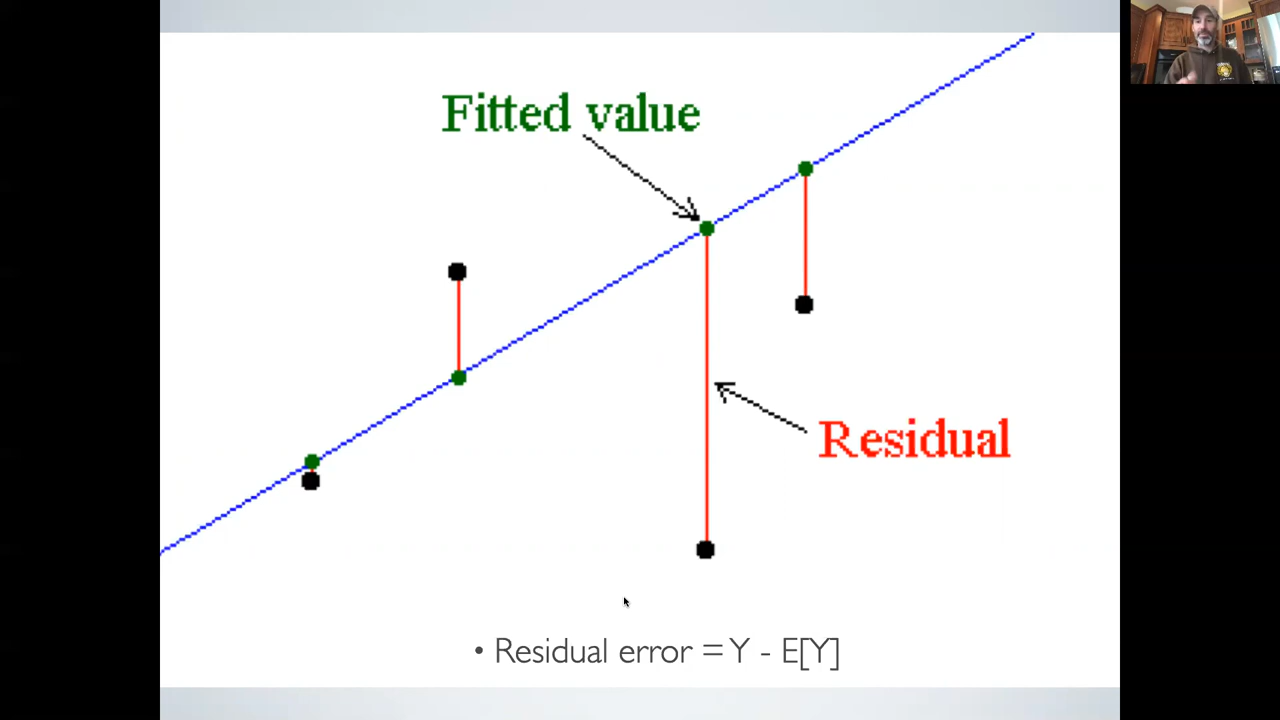 Fitted value
Residual
• Residual error = Y - E[Y]